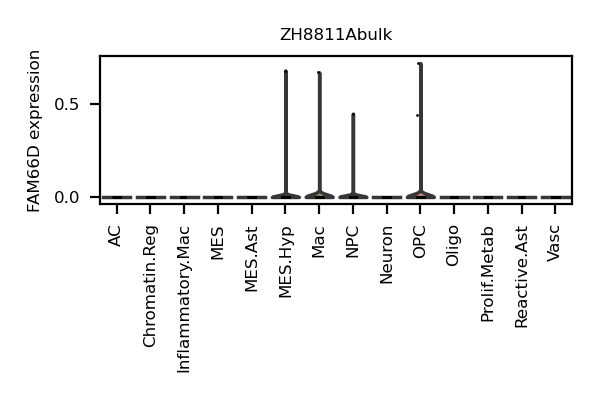 ZH8811Abulk
FAM66D expression
0.5
0.0
AC
Chromatin.Reg
Inflammatory.Mac
MES
MES.Ast
MES.Hyp
Mac
NPC
Neuron
OPC
Oligo
Prolif.Metab
Reactive.Ast
Vasc